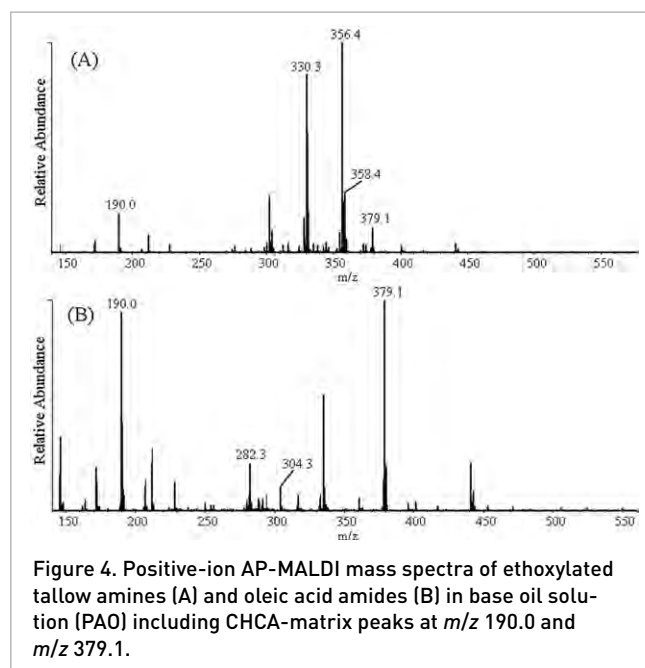 356.4
(A)
330.3
Relative Abundance
358.4
190.0
379.1
150 200 250 300 350 400 450 500 550
m/z
(B)
190.0
379.1
Relative Abundance
282.3
304.3
150 200 250 300 350 400 450 500 550
m/z
Figure 4. Positive-ion AP-MALDI mass spectra of ethoxylated
tallow amines (A) and oleic acid amides (B) in base oil solu-
tion (PAO) including CHCA-matrix peaks at m/z 190.0 and
m/z 379.1.